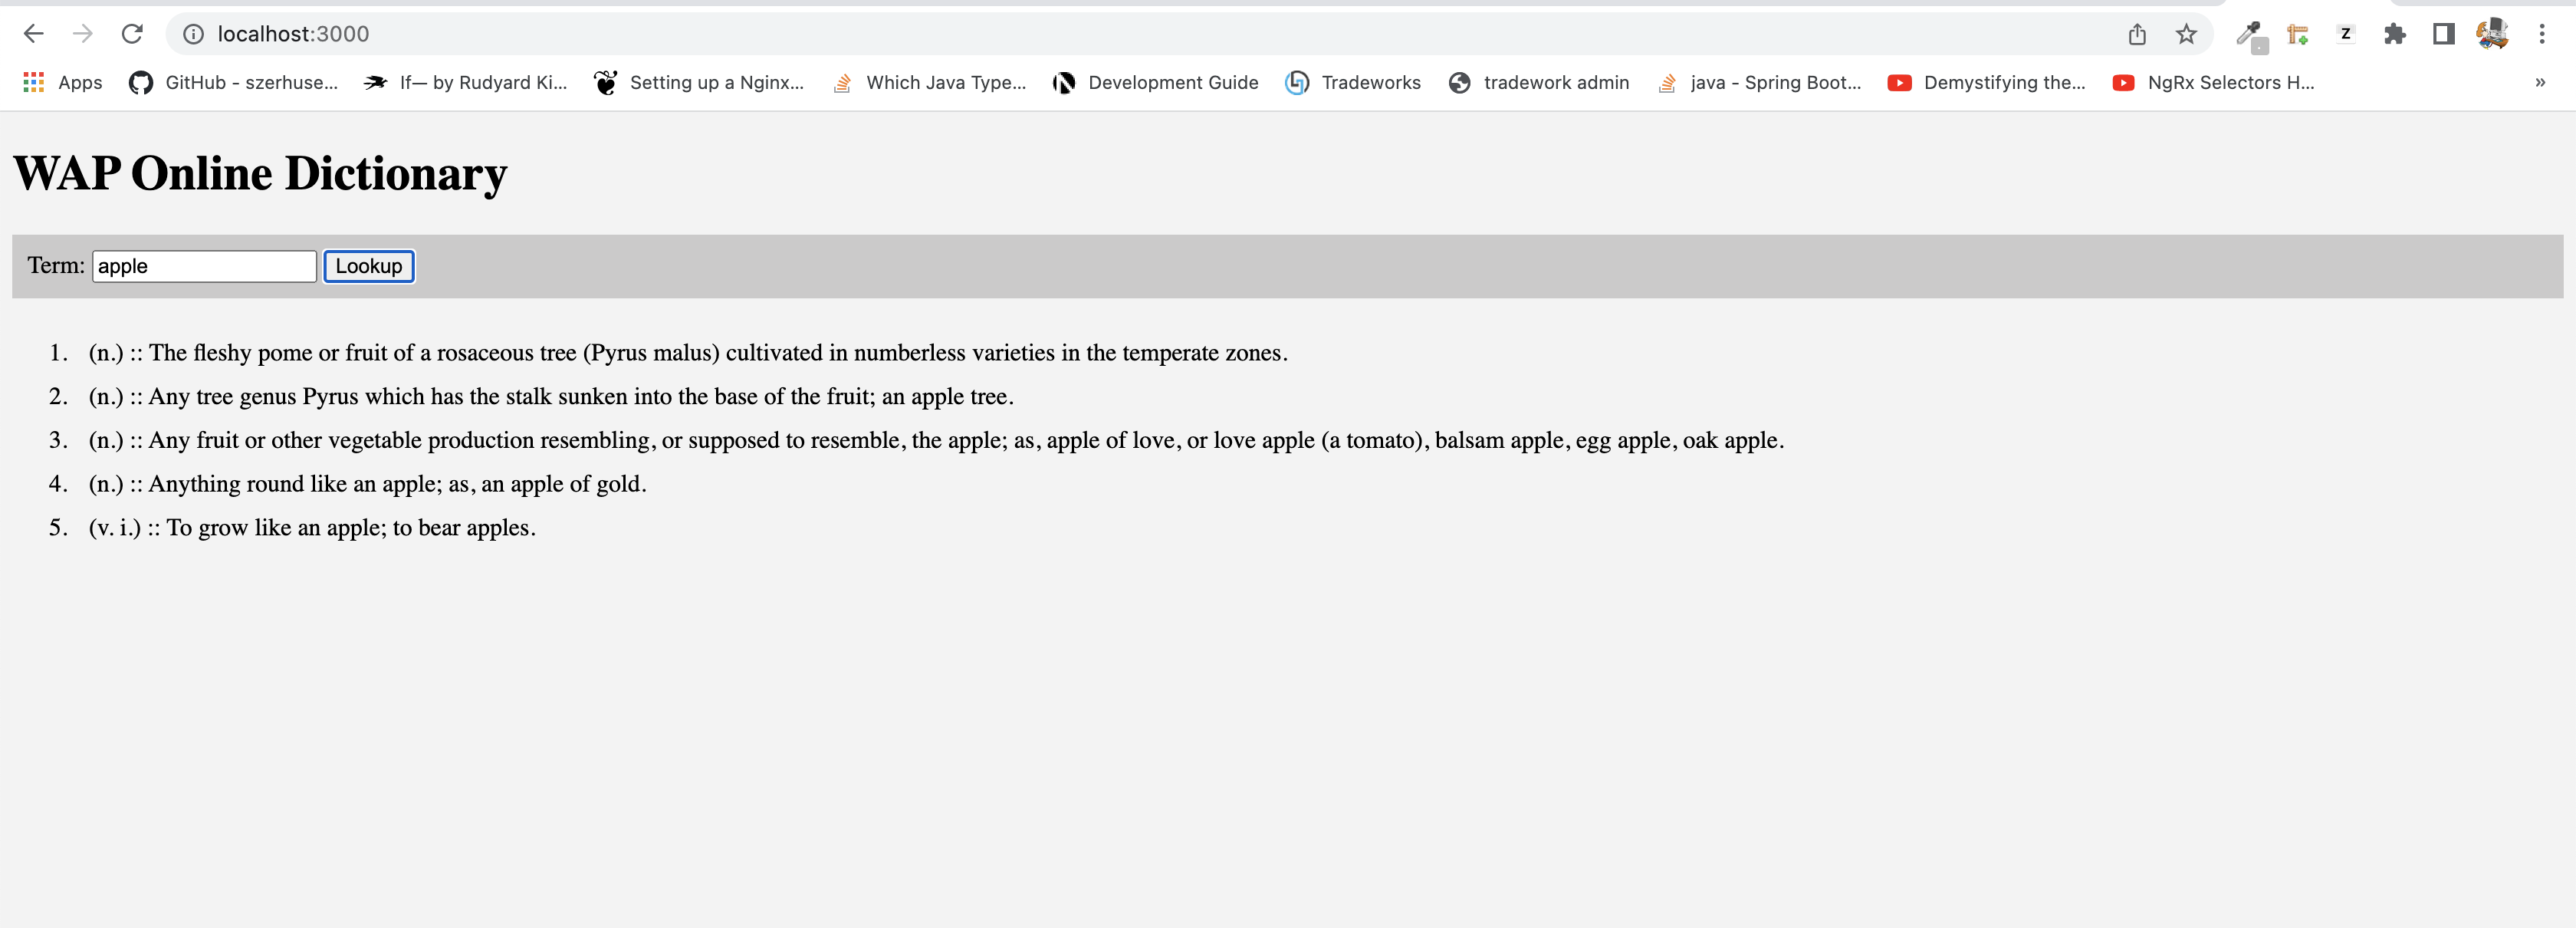 localhost:3000
Apps GitHub - szerhuse... If— by Rudyard Ki... Setting up a Nginx... Which Java Type... Development Guide Tradeworks tradework admin java - Spring Boot... Demystifying the... NgRx Selectors H... »
WAP Online Dictionary
Term: apple Lookup
1. (n.) :: The fleshy pome or fruit of a rosaceous tree (Pyrus malus) cultivated in numberless varieties in the temperate zones.
2. (n.) :: Any tree genus Pyrus which has the stalk sunken into the base of the fruit; an apple tree.
3. (n.) :: Any fruit or other vegetable production resembling, or supposed to resemble, the apple; as, apple of love, or love apple (a tomato), balsam apple, egg apple, oak apple.
4. (n.) :: Anything round like an apple; as, an apple of gold.
5. (v. i.) :: To grow like an apple; to bear apples.